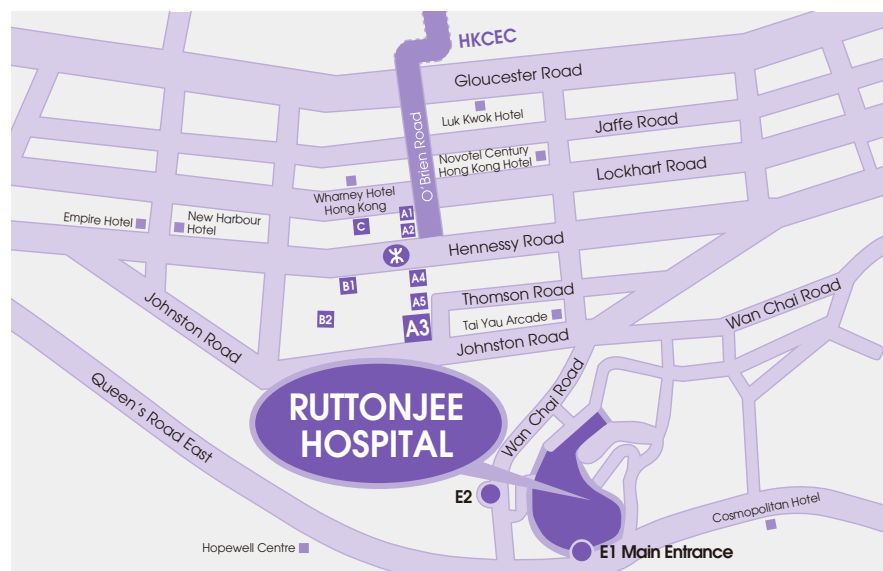 HKCEC
Gloucester Road
Luk Kwok Hotel
Jaffe Road
O'Brien Road
Novotel Century
Hong Kong Hotel
Lockhart Road
Wharney Hotel
Hong Kong
Empire Hotel
New Harbour
Hotel
A1
C
A2
Hennessy Road
A4
B1
A5
Thomson Road
B2
A3
Tai Yau Arcade
Johnston Road
Johnston Road
Wan Chai Road
Queen's Road East
RUTTONJEE
HOSPITAL
Wan Chai Road
E2
Cosmopolitan Hotel
Hopewell Centre
E1 Main Entrance